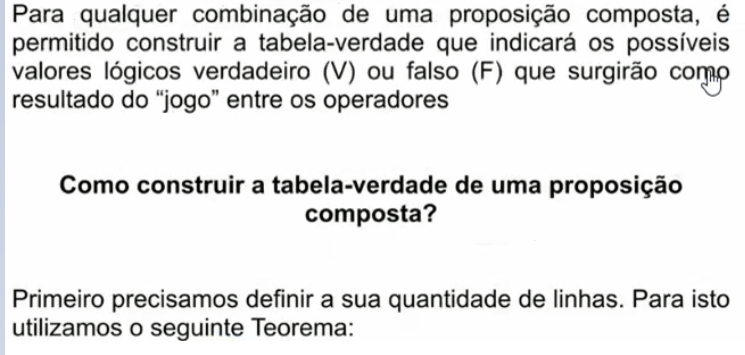 Para qualquer combinação de uma proposição composta, é
permitido construir a tabela-verdade que indicará os possíveis
valores lógicos verdadeiro (V) ou falso (F) que surgirão como
resultado do “jogo” entre os operadores
Como construir a tabela-verdade de uma proposição
composta?
Primeiro precisamos definir a sua quantidade de linhas. Para isto
utilizamos o seguinte Teorema: